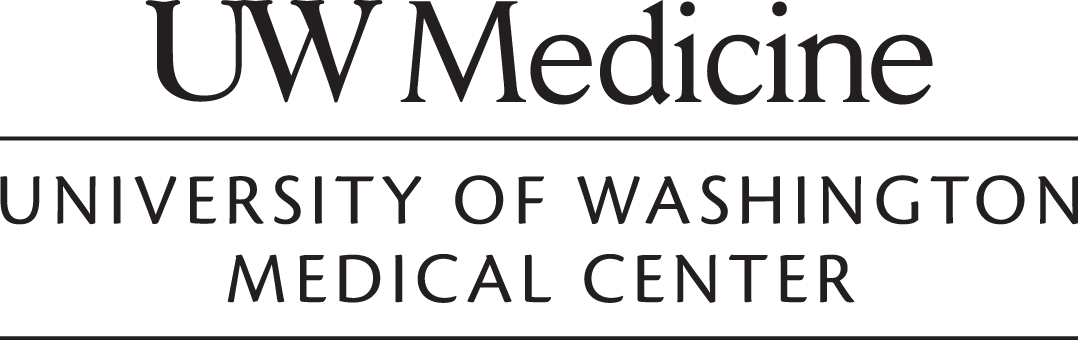 UW Medicine
UNIVERSITY OF WASHINGTON
MEDICAL CENTER